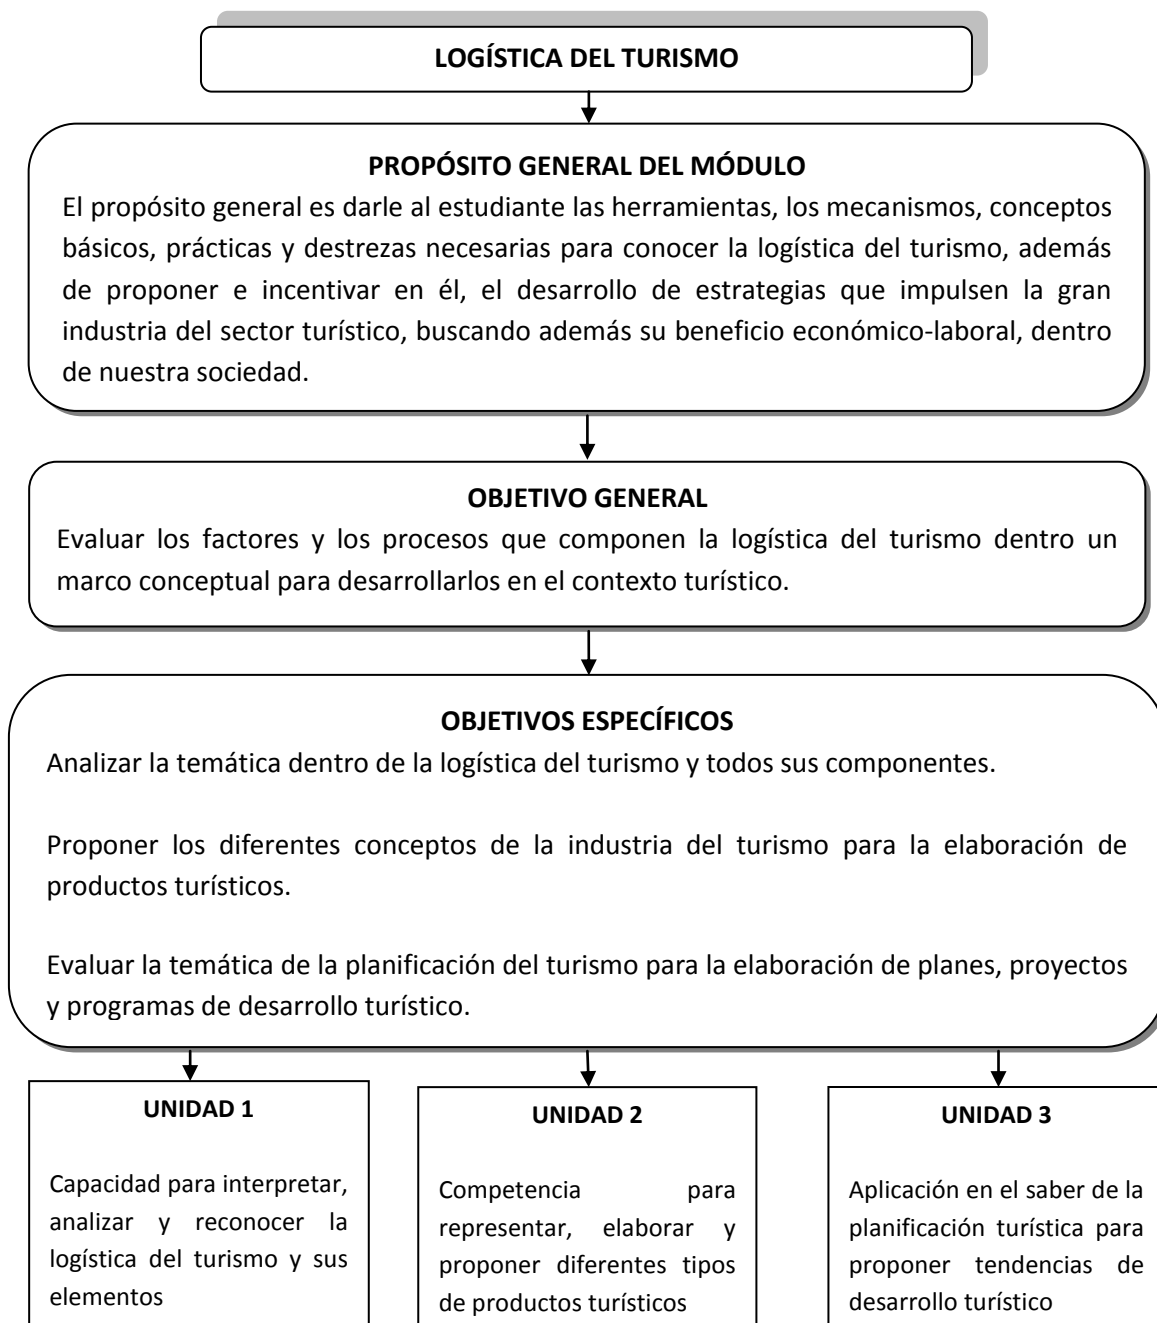 LOGÍSTICA DEL TURISMO
PROPÓSITO GENERAL DEL MÓDULO
El propósito general es darle al estudiante las herramientas, los mecanismos, conceptos
básicos, prácticas y destrezas necesarias para conocer la logística del turismo, además
de proponer e incentivar en él, el desarrollo de estrategias que impulsen la gran
industria del sector turístico, buscando además su beneficio económico-laboral, dentro
de nuestra sociedad.
OBJETIVO GENERAL
Evaluar los factores y los procesos que componen la logística del turismo dentro un
marco conceptual para desarrollarlos en el contexto turístico.
OBJETIVOS ESPECÍFICOS
Analizar la temática dentro de la logística del turismo y todos sus componentes.
Proponer los diferentes conceptos de la industria del turismo para la elaboración de
productos turísticos.
Evaluar la temática de la planificación del turismo para la elaboración de planes, proyectos
y programas de desarrollo turístico.
UNIDAD 1
Capacidad para interpretar,
analizar y reconocer la
logística del turismo y sus
elementos
UNIDAD 2
Competencia para
representar, elaborar y
proponer diferentes tipos
de productos turísticos
UNIDAD 3
Aplicación en el saber de la
planificación turística para
proponer tendencias de
desarrollo turístico